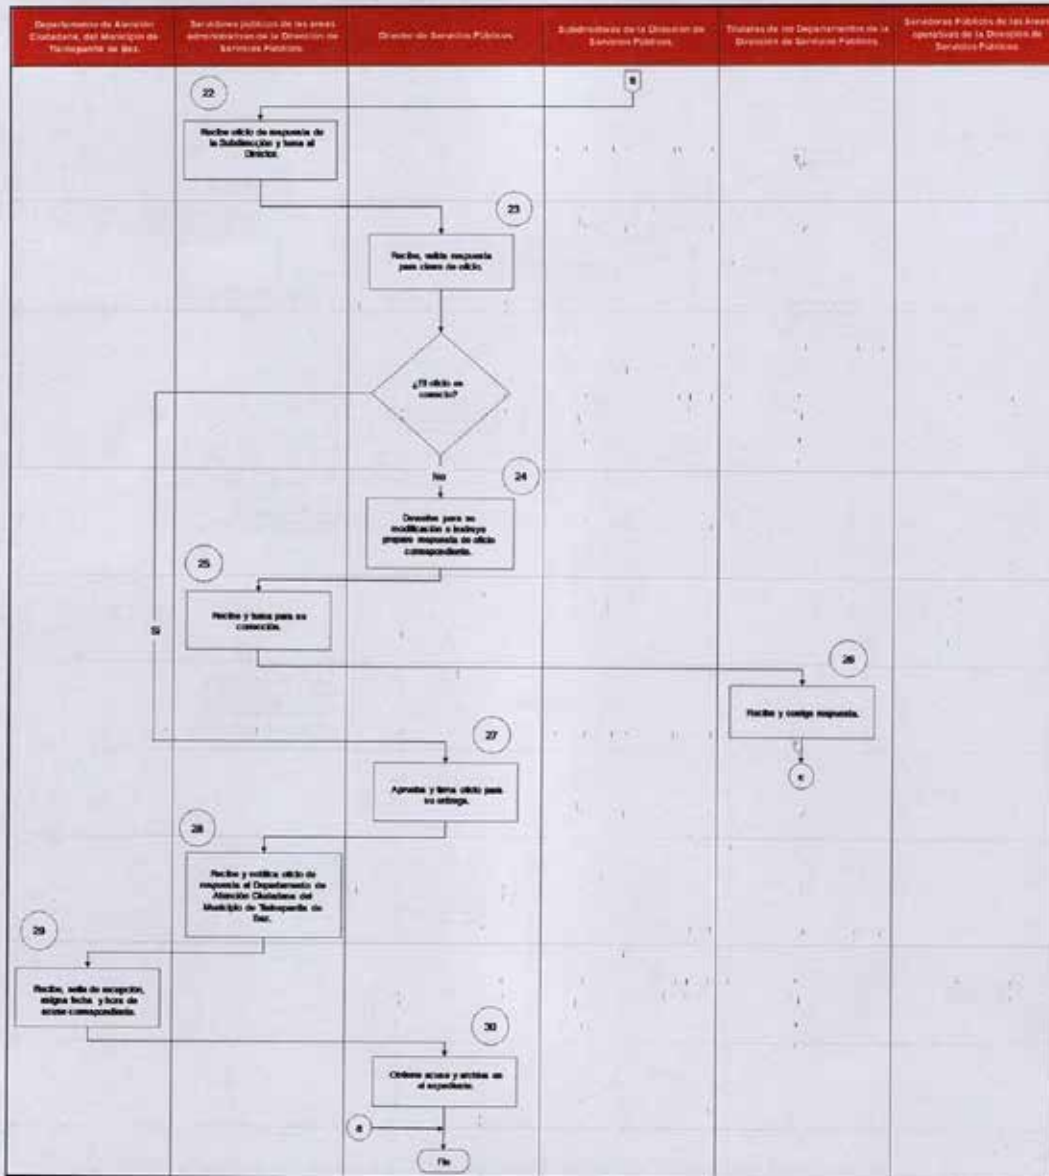 Departamento de Atención
Ciudadana, del Municipio de
Tlalnepantla de Baz.
Servidores públicos de las áreas
administrativas de la Dirección de
Servicios Públicos.
Director de Servicios Públicos.
Subdirectores de la Dirección de
Servicios Públicos.
Titulares de los Departamentos de la
Dirección de Servicios Públicos.
Servidores Públicos de las Áreas
operativas de la Dirección de
Servicios Públicos
22
Recibe oficio de respuesta de
la Subdirección y turna al
Director.
23
Recibe, valida respuesta
para cierre de oficio.
¿El oficio es
correcto?
No
24
Devuelve para su
modificación e instruye
prepare respuesta de oficio
correspondiente.
25
Recibe y turna para su
corrección.
Sí
26
Recibe y corrige respuesta.
27
Aprueba y firma oficio para
su entrega.
28
Recibe y notifica oficio de
respuesta al Departamento de
Atención Ciudadana del
Municipio de Tlalnepantla de
Baz.
29
Recibe, sella de recepción,
asigna fecha y hora de
acuse correspondiente.
30
Obtiene acuse y archiva en
el expediente.
Fin